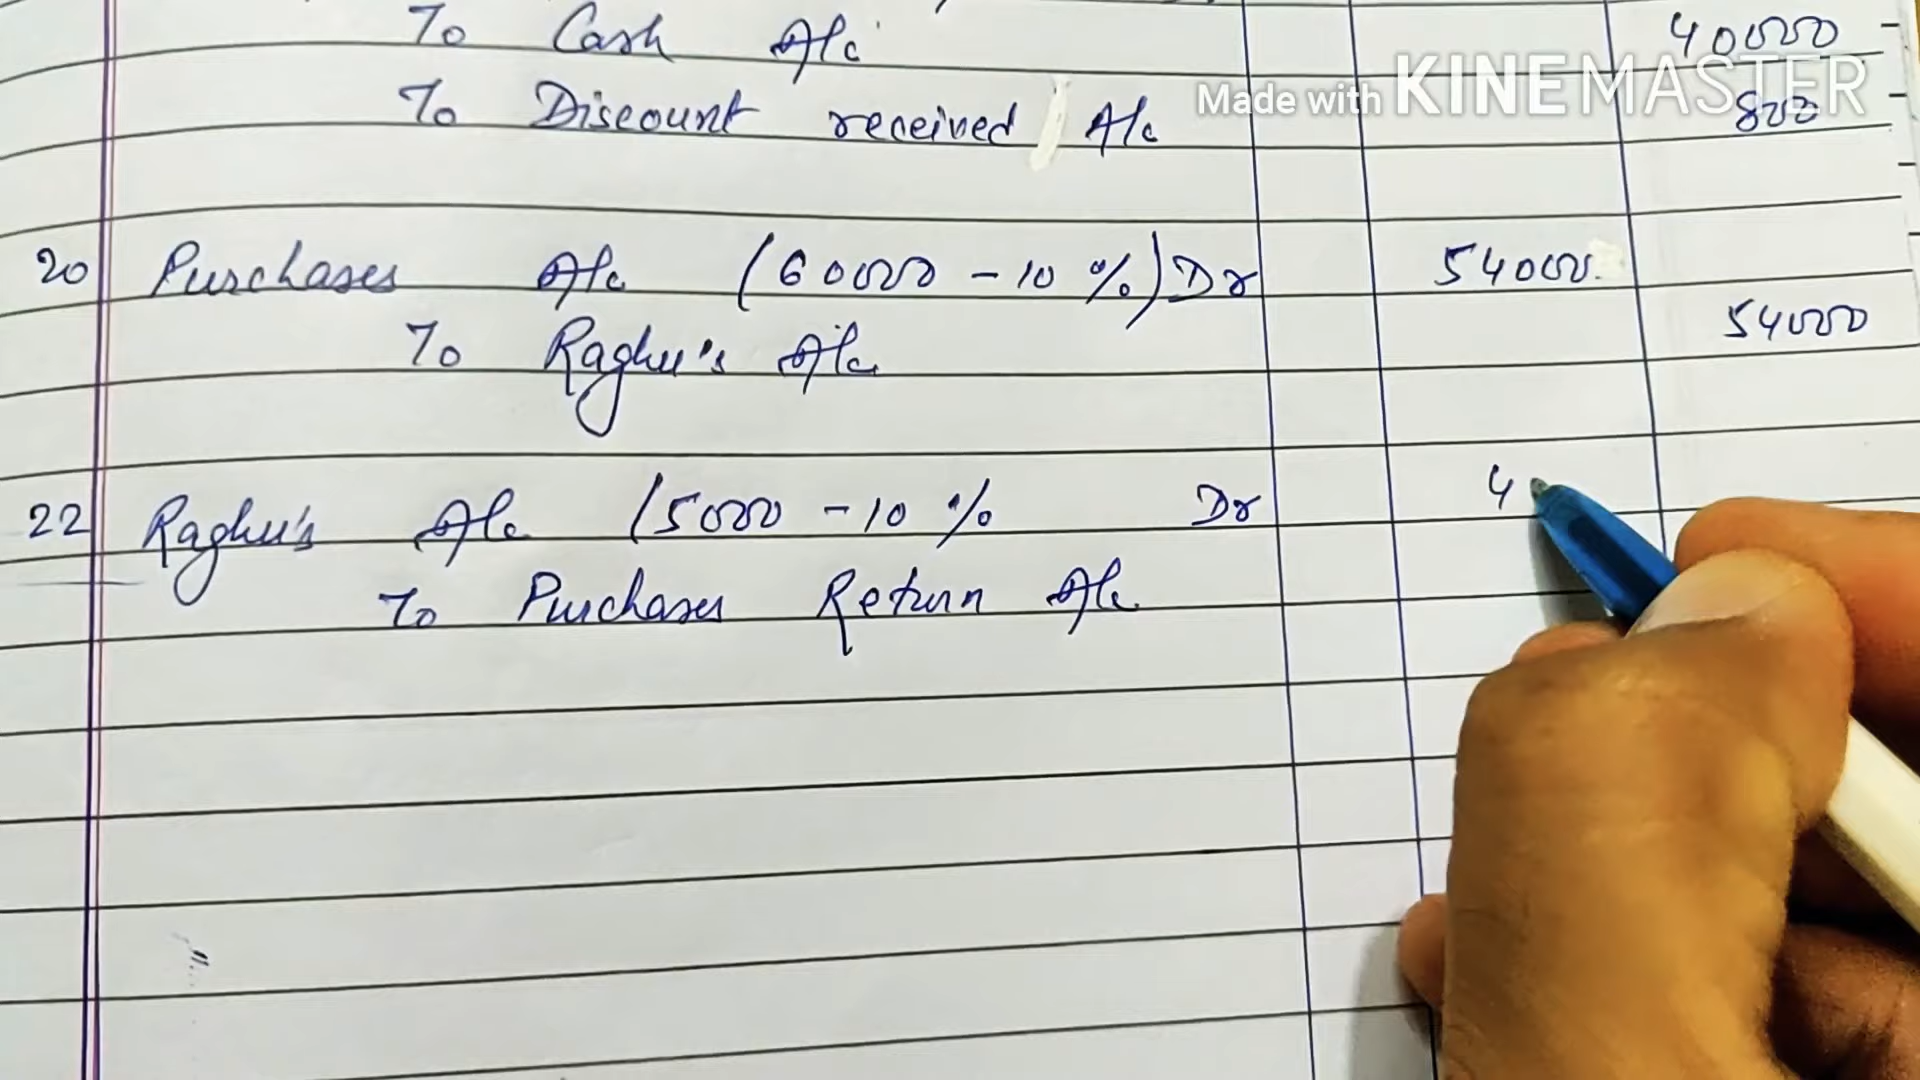 To Cash A/c 40000
Made with KINEMASTER
To Discount received A/c 800
20 Purchases A/c (60000 - 10 %) Dr 54000
To Raghu's A/c 54000
22 Raghu's A/c (5000 - 10 % Dr 4
To Purchases Return A/c